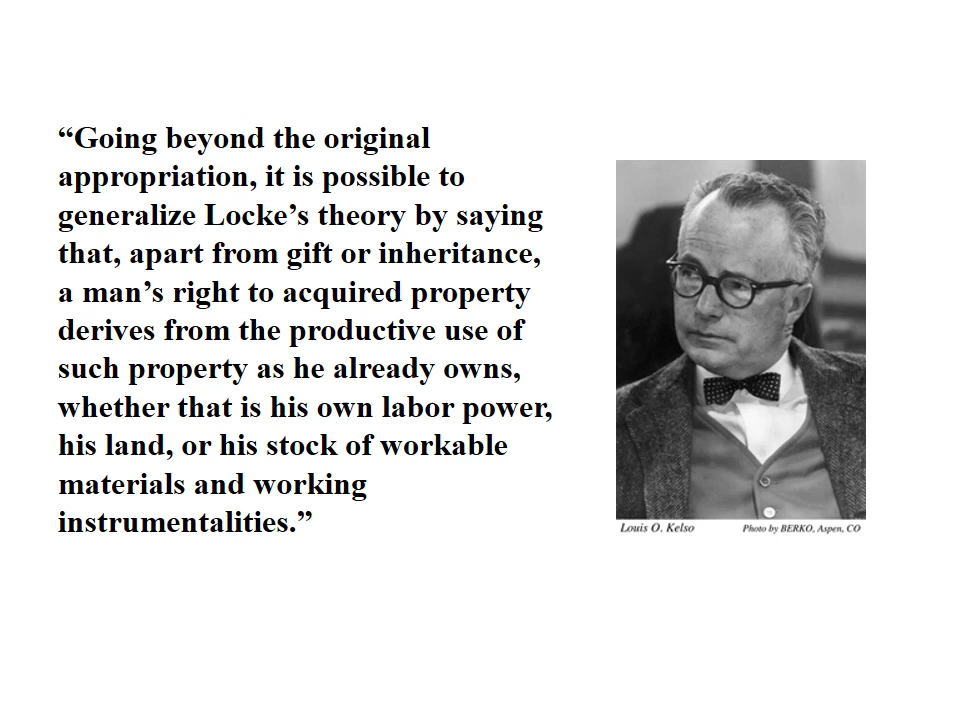 “Going beyond the original
appropriation, it is possible to
generalize Locke’s theory by saying
that, apart from gift or inheritance,
a man’s right to acquired property
derives from the productive use of
such property as he already owns,
whether that is his own labor power,
his land, or his stock of workable
materials and working
instrumentalities.”
Louis O. Kelso Photo by BERKO, Aspen, CO